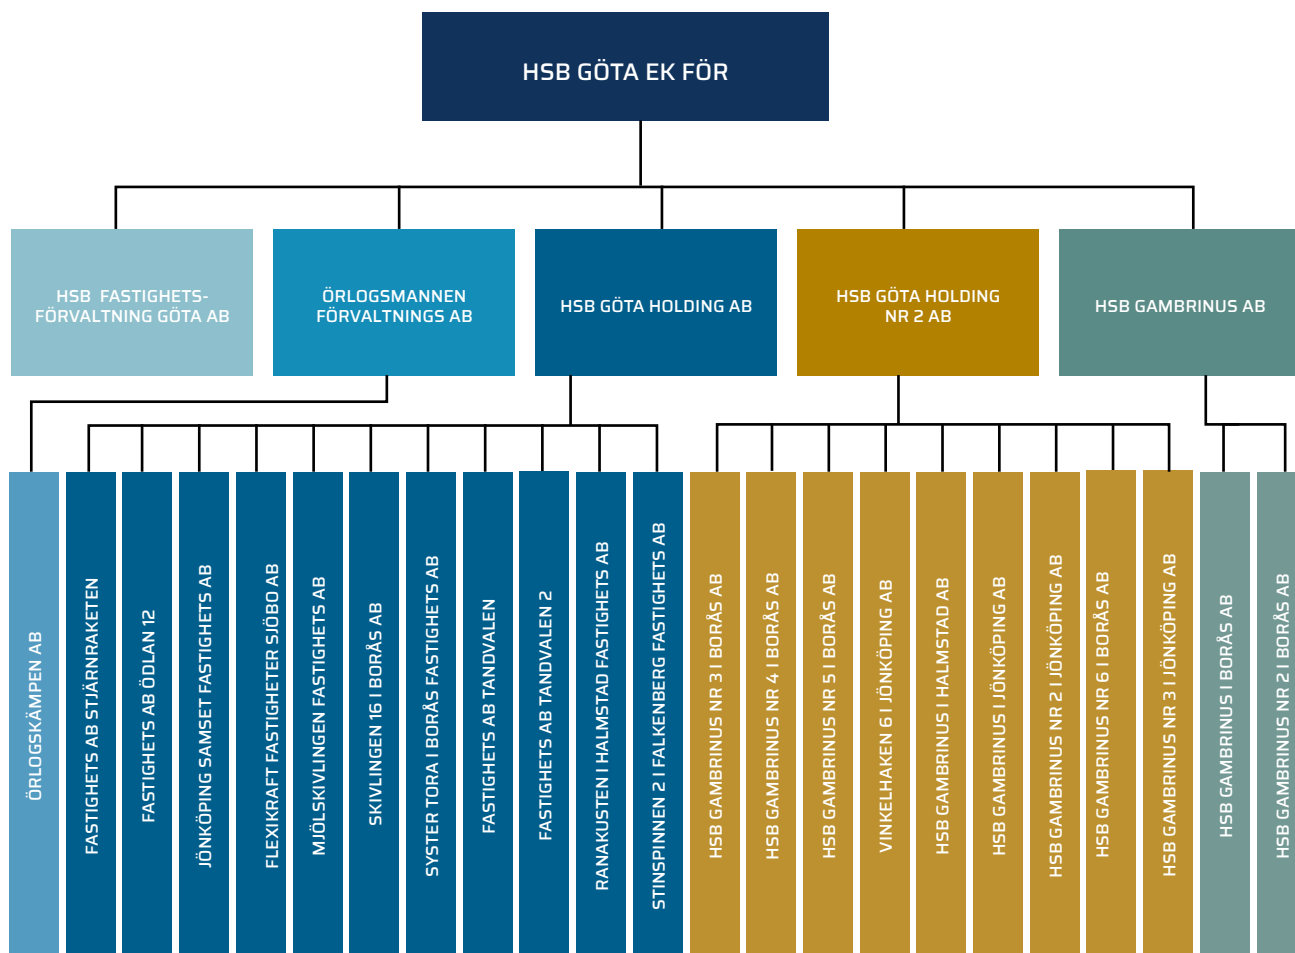 HSB GÖTA EK FÖR
HSB FASTIGHETS-
FÖRVALTNING GÖTA AB
ÖRLOGSMANNEN
FÖRVALTNINGS AB
HSB GÖTA HOLDING AB
HSB GÖTA HOLDING
NR 2 AB
HSB GAMBRINUS AB
ÖRLOGSKÄMPEN AB
FASTIGHETS AB STJÄRNRAKETEN
FASTIGHETS AB ÖDLAN 12
JÖNKÖPING SAMSET FASTIGHETS AB
FLEXIKRAFT FASTIGHETER SJÖBO AB
MJÖLSKIVLINGEN FASTIGHETS AB
SKIVLINGEN 16 I BORÅS AB
SYSTER TORA I BORÅS FASTIGHETS AB
FASTIGHETS AB TANDVALEN
FASTIGHETS AB TANDVALEN 2
RANAKUSTEN I HALMSTAD FASTIGHETS AB
STINSPINNEN 2 I FALKENBERG FASTIGHETS AB
HSB GAMBRINUS NR 3 I BORÅS AB
HSB GAMBRINUS NR 4 I BORÅS AB
HSB GAMBRINUS NR 5 I BORÅS AB
VINKELHAKEN 6 I JÖNKÖPING AB
HSB GAMBRINUS I HALMSTAD AB
HSB GAMBRINUS I JÖNKÖPING AB
HSB GAMBRINUS NR 2 I JÖNKÖPING AB
HSB GAMBRINUS NR 6 I BORÅS AB
HSB GAMBRINUS NR 3 I JÖNKÖPING AB
HSB GAMBRINUS I BORÅS AB
HSB GAMBRINUS NR 2 I BORÅS AB